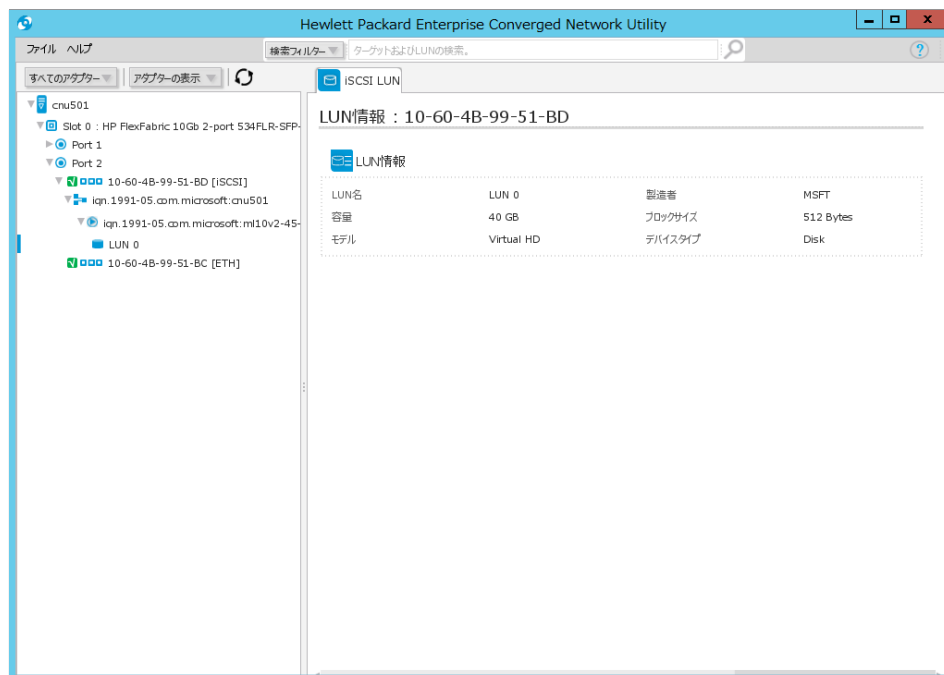 Hewlett Packard Enterprise Converged Network Utility
ファイル ヘルプ
検索フィルター ターゲットおよびLUNの検索。
すべてのアダプター アダプターの表示
iSCSI LUN
cnu501
Slot 0 : HP FlexFabric 10Gb 2-port 534FLR-SFP-
Port 1
Port 2
10-60-4B-99-51-BD [iSCSI]
iqn.1991-05.com.microsoft:cnu501
iqn.1991-05.com.microsoft:ml10v2-45-
LUN 0
10-60-4B-99-51-BC [ETH]
LUN情報 : 10-60-4B-99-51-BD
LUN情報
LUN名 LUN 0 製造者 MSFT
容量 40 GB ブロックサイズ 512 Bytes
モデル Virtual HD デバイスタイプ Disk